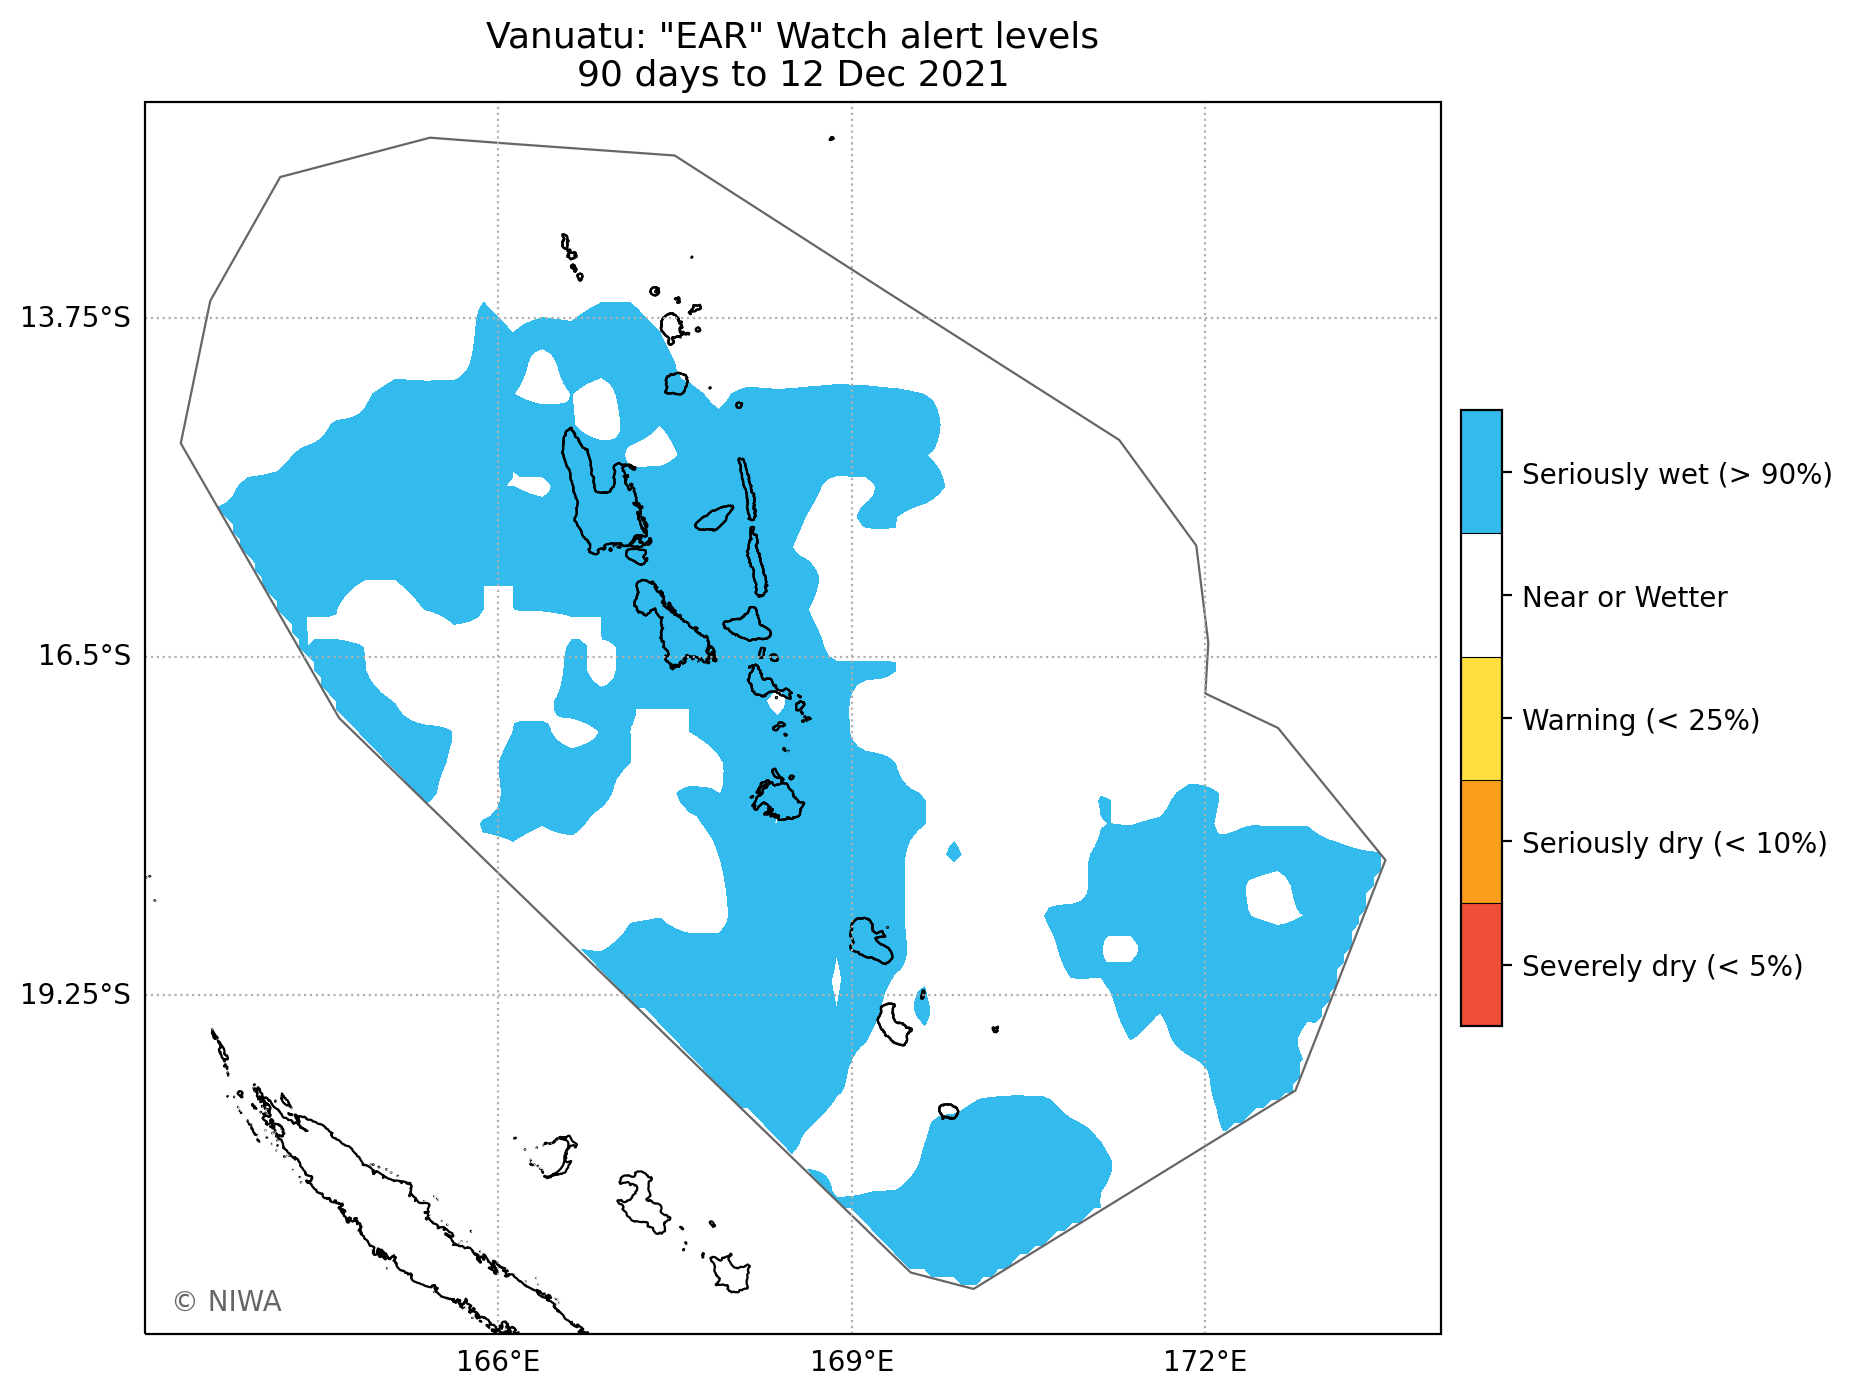 Vanuatu: "EAR" Watch alert levels
90 days to 12 Dec 2021
13.75°S
16.5°S
19.25°S
166°E
169°E
172°E
Seriously wet (> 90%)
Near or Wetter
Warning (< 25%)
Seriously dry (< 10%)
Severely dry (< 5%)
© NIWA